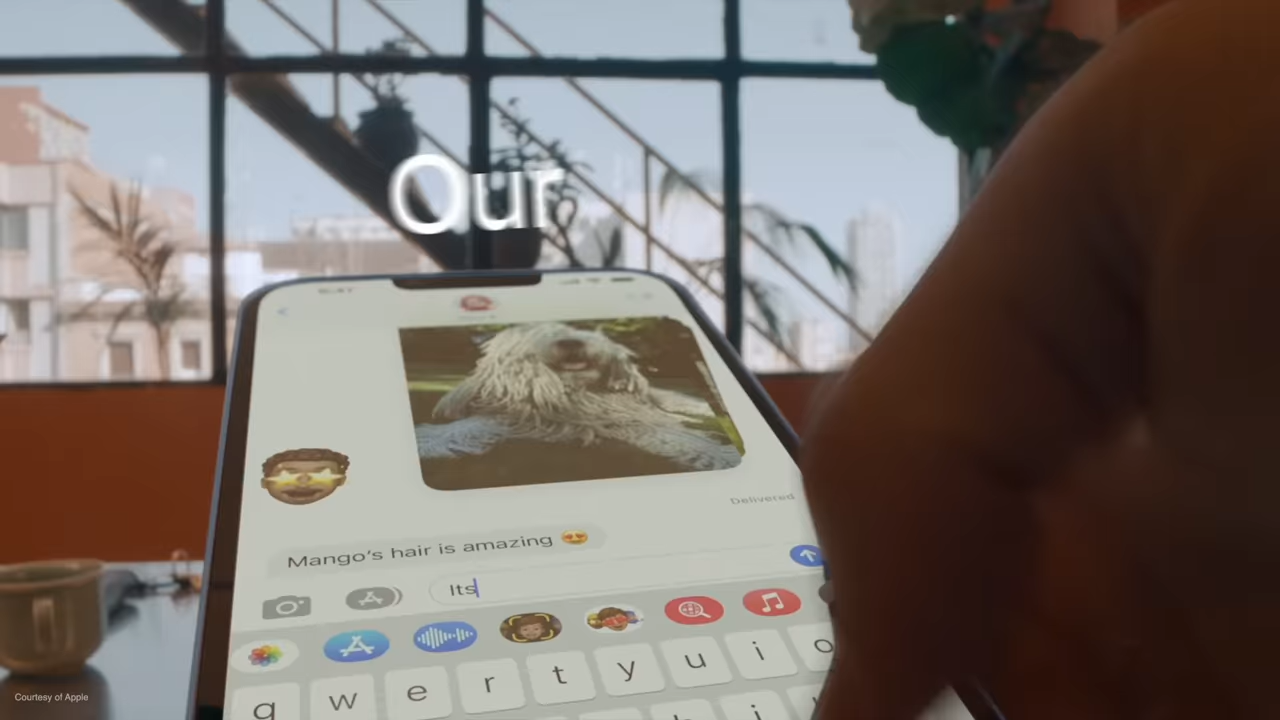 Our
Delivered
Mango's hair is amazing 😍
Its
q w e r t y u i o
Courtesy of Apple